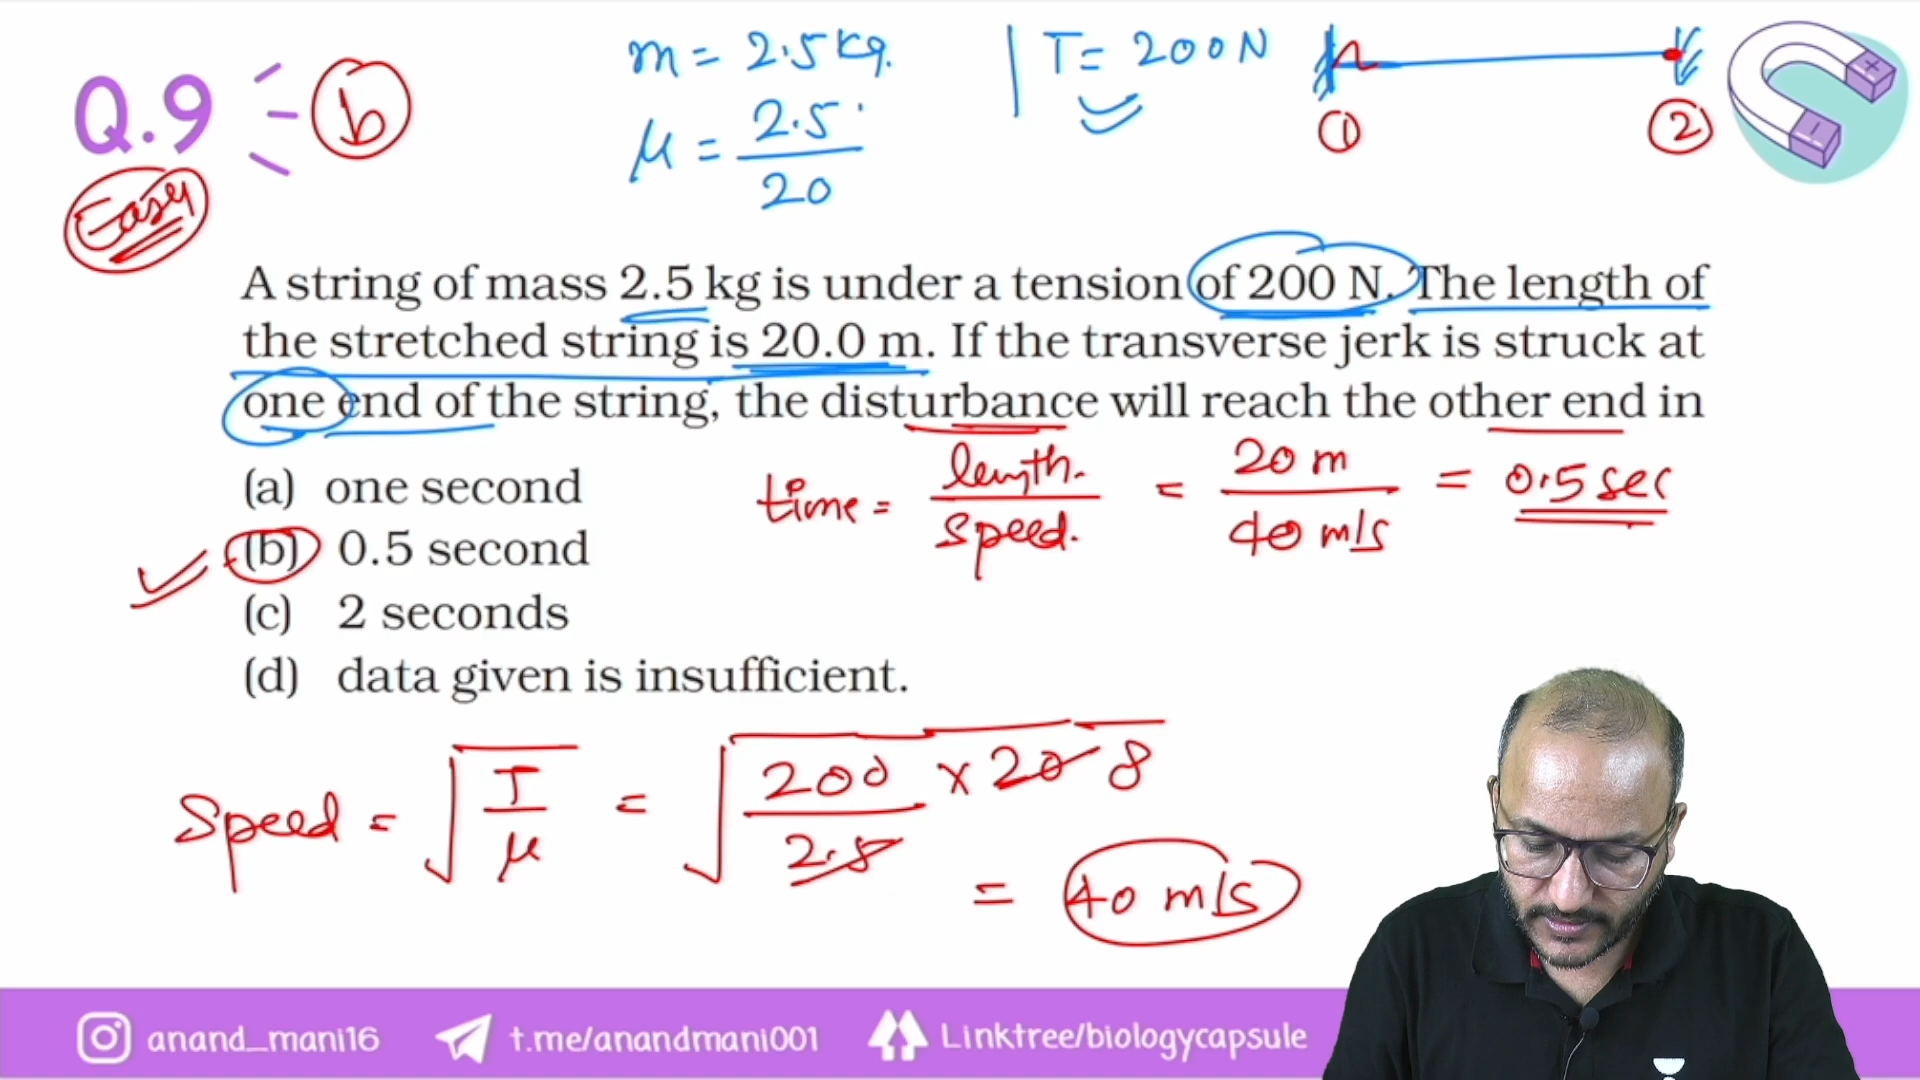 Q.9
b
Easy
m = 2.5 kg.
μ = 2.5 / 20
T = 200 N
1
2
+
-
A string of mass 2.5 kg is under a tension of 200 N. The length of
the stretched string is 20.0 m. If the transverse jerk is struck at
one end of the string, the disturbance will reach the other end in
(a) one second
(b) 0.5 second
(c) 2 seconds
(d) data given is insufficient.
time = length. / speed. = 20 m / 40 m/s = 0.5 sec
Speed = √(T / μ) = √(200 / 2.5 × 20 8)
= 40 m/s
anand_mani16
t.me/anandmani001
Linktree/biologycapsule